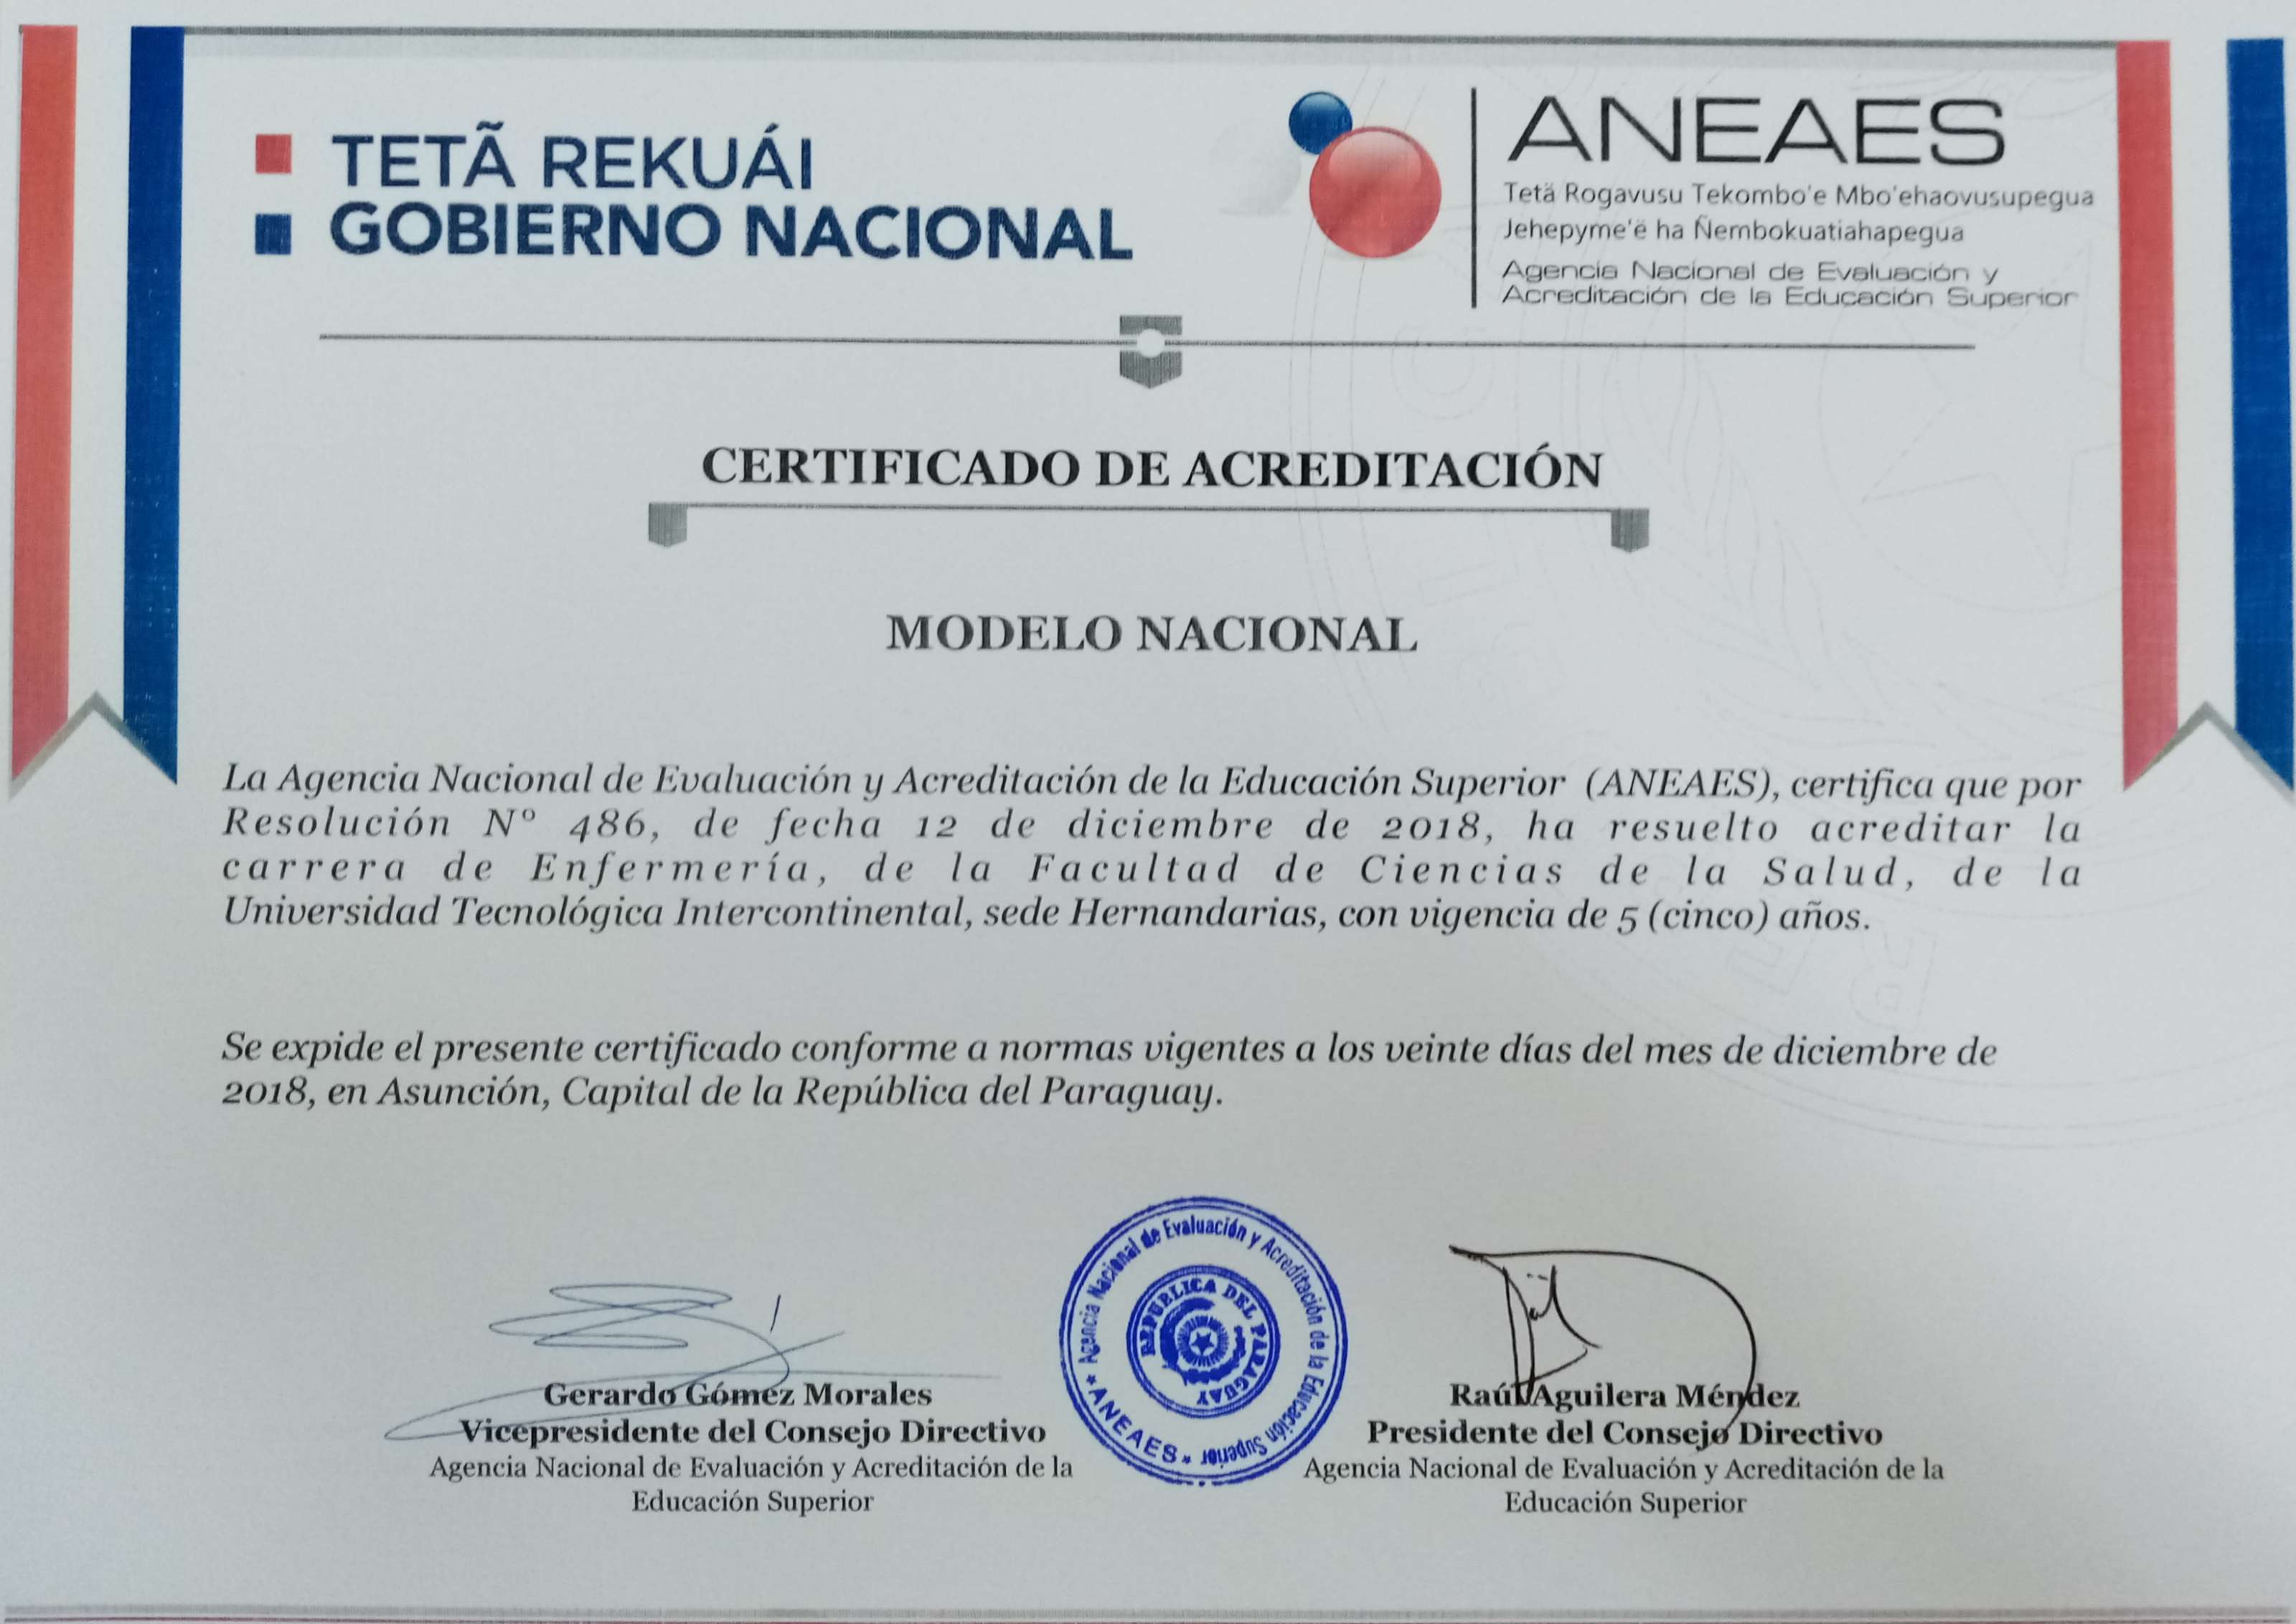 TETÃ REKUÁI
GOBIERNO NACIONAL
ANEAES
Tetä Rogavusu Tekombo'e Mbo'ehaovusupegua
Jehepyme'ë ha Ñembokuatiahapegua
Agencia Nacional de Evaluación y
Acreditación de la Educación Superior
CERTIFICADO DE ACREDITACIÓN
MODELO NACIONAL
La Agencia Nacional de Evaluación y Acreditación de la Educación Superior (ANEAES), certifica que por
Resolución N° 486, de fecha 12 de diciembre de 2018, ha resuelto acreditar la
carrera de Enfermería, de la Facultad de Ciencias de la Salud, de la
Universidad Tecnológica Intercontinental, sede Hernandarias, con vigencia de 5 (cinco) años.
Se expide el presente certificado conforme a normas vigentes a los veinte días del mes de diciembre de
2018, en Asunción, Capital de la República del Paraguay.
Agencia Nacional de Evaluación y Acreditación de la Educación Superior
* ANEAES *
REPUBLICA DEL PARAGUAY
Gerardo Gómez Morales
Vicepresidente del Consejo Directivo
Agencia Nacional de Evaluación y Acreditación de la
Educación Superior
Raúl Aguilera Méndez
Presidente del Consejo Directivo
Agencia Nacional de Evaluación y Acreditación de la
Educación Superior